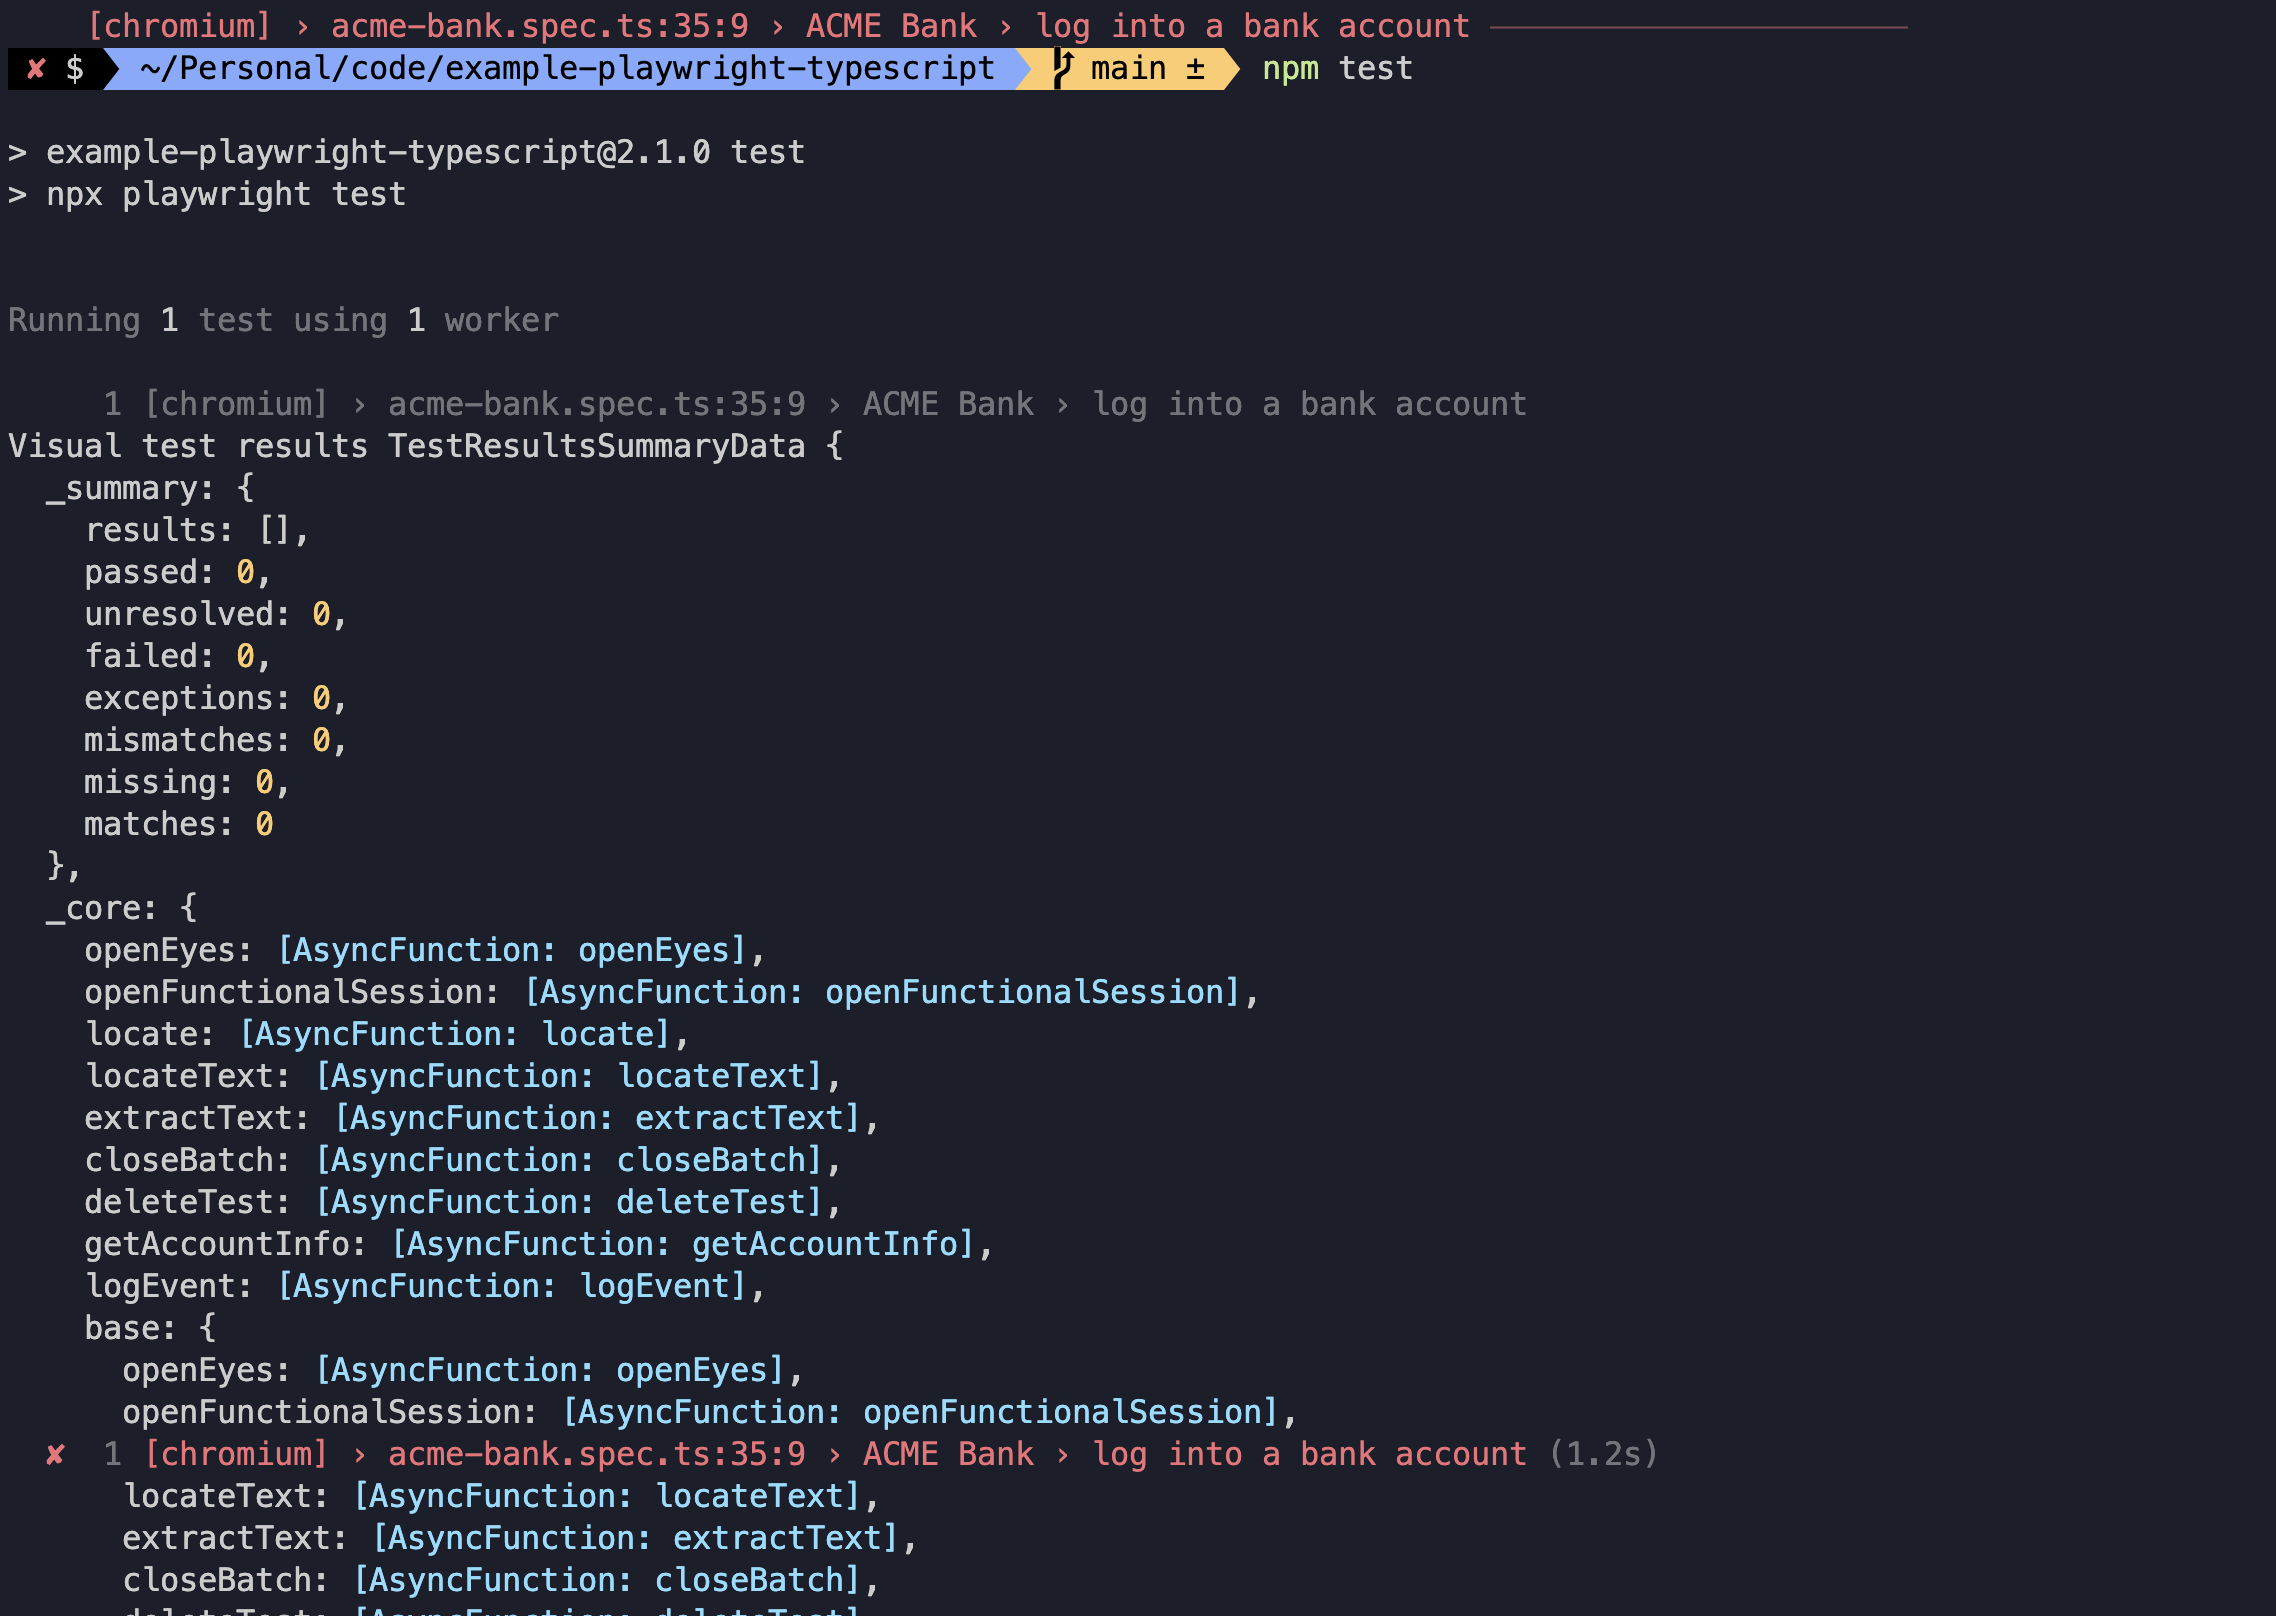 [chromium] › acme-bank.spec.ts:35:9 › ACME Bank › log into a bank account ──────────────────────
✘ $ ~/Personal/code/example-playwright-typescript main ± npm test
> example-playwright-typescript@2.1.0 test
> npx playwright test
Running 1 test using 1 worker
1 [chromium] › acme-bank.spec.ts:35:9 › ACME Bank › log into a bank account
Visual test results TestResultsSummaryData {
_summary: {
results: [],
passed: 0,
unresolved: 0,
failed: 0,
exceptions: 0,
mismatches: 0,
missing: 0,
matches: 0
},
_core: {
openEyes: [AsyncFunction: openEyes],
openFunctionalSession: [AsyncFunction: openFunctionalSession],
locate: [AsyncFunction: locate],
locateText: [AsyncFunction: locateText],
extractText: [AsyncFunction: extractText],
closeBatch: [AsyncFunction: closeBatch],
deleteTest: [AsyncFunction: deleteTest],
getAccountInfo: [AsyncFunction: getAccountInfo],
logEvent: [AsyncFunction: logEvent],
base: {
openEyes: [AsyncFunction: openEyes],
openFunctionalSession: [AsyncFunction: openFunctionalSession],
✘ 1 [chromium] › acme-bank.spec.ts:35:9 › ACME Bank › log into a bank account (1.2s)
locateText: [AsyncFunction: locateText],
extractText: [AsyncFunction: extractText],
closeBatch: [AsyncFunction: closeBatch],